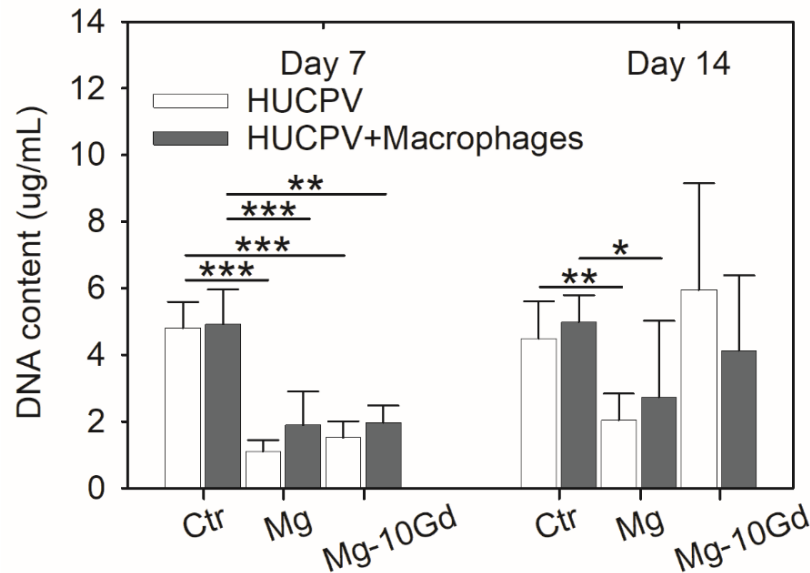 DNA content (ug/mL)
14
12
10
8
6
4
2
0
Day 7
Day 14
HUCPV
HUCPV+Macrophages
**
***
***
***
*
**
Ctr
Mg
Mg-10Gd
Ctr
Mg
Mg-10Gd